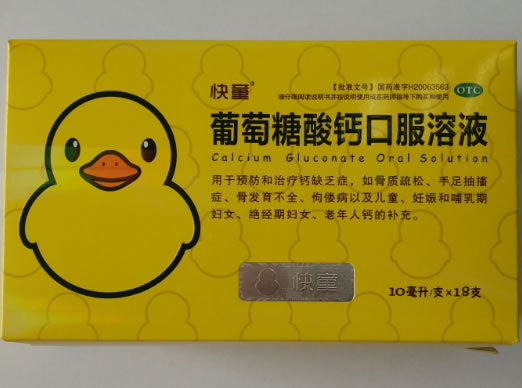 快童®
【批准文号】国药准字H20063563
请仔细阅读说明书并按说明使用或在药师指导下购买和使用
OTC
葡萄糖酸钙口服溶液
Calcium Gluconate Oral Solution
用于预防和治疗钙缺乏症，如骨质疏松、手足抽搐
症、骨发育不全、佝偻病以及儿童、妊娠和哺乳期
妇女、绝经期妇女、老年人钙的补充。
快童
10毫升/支×18支